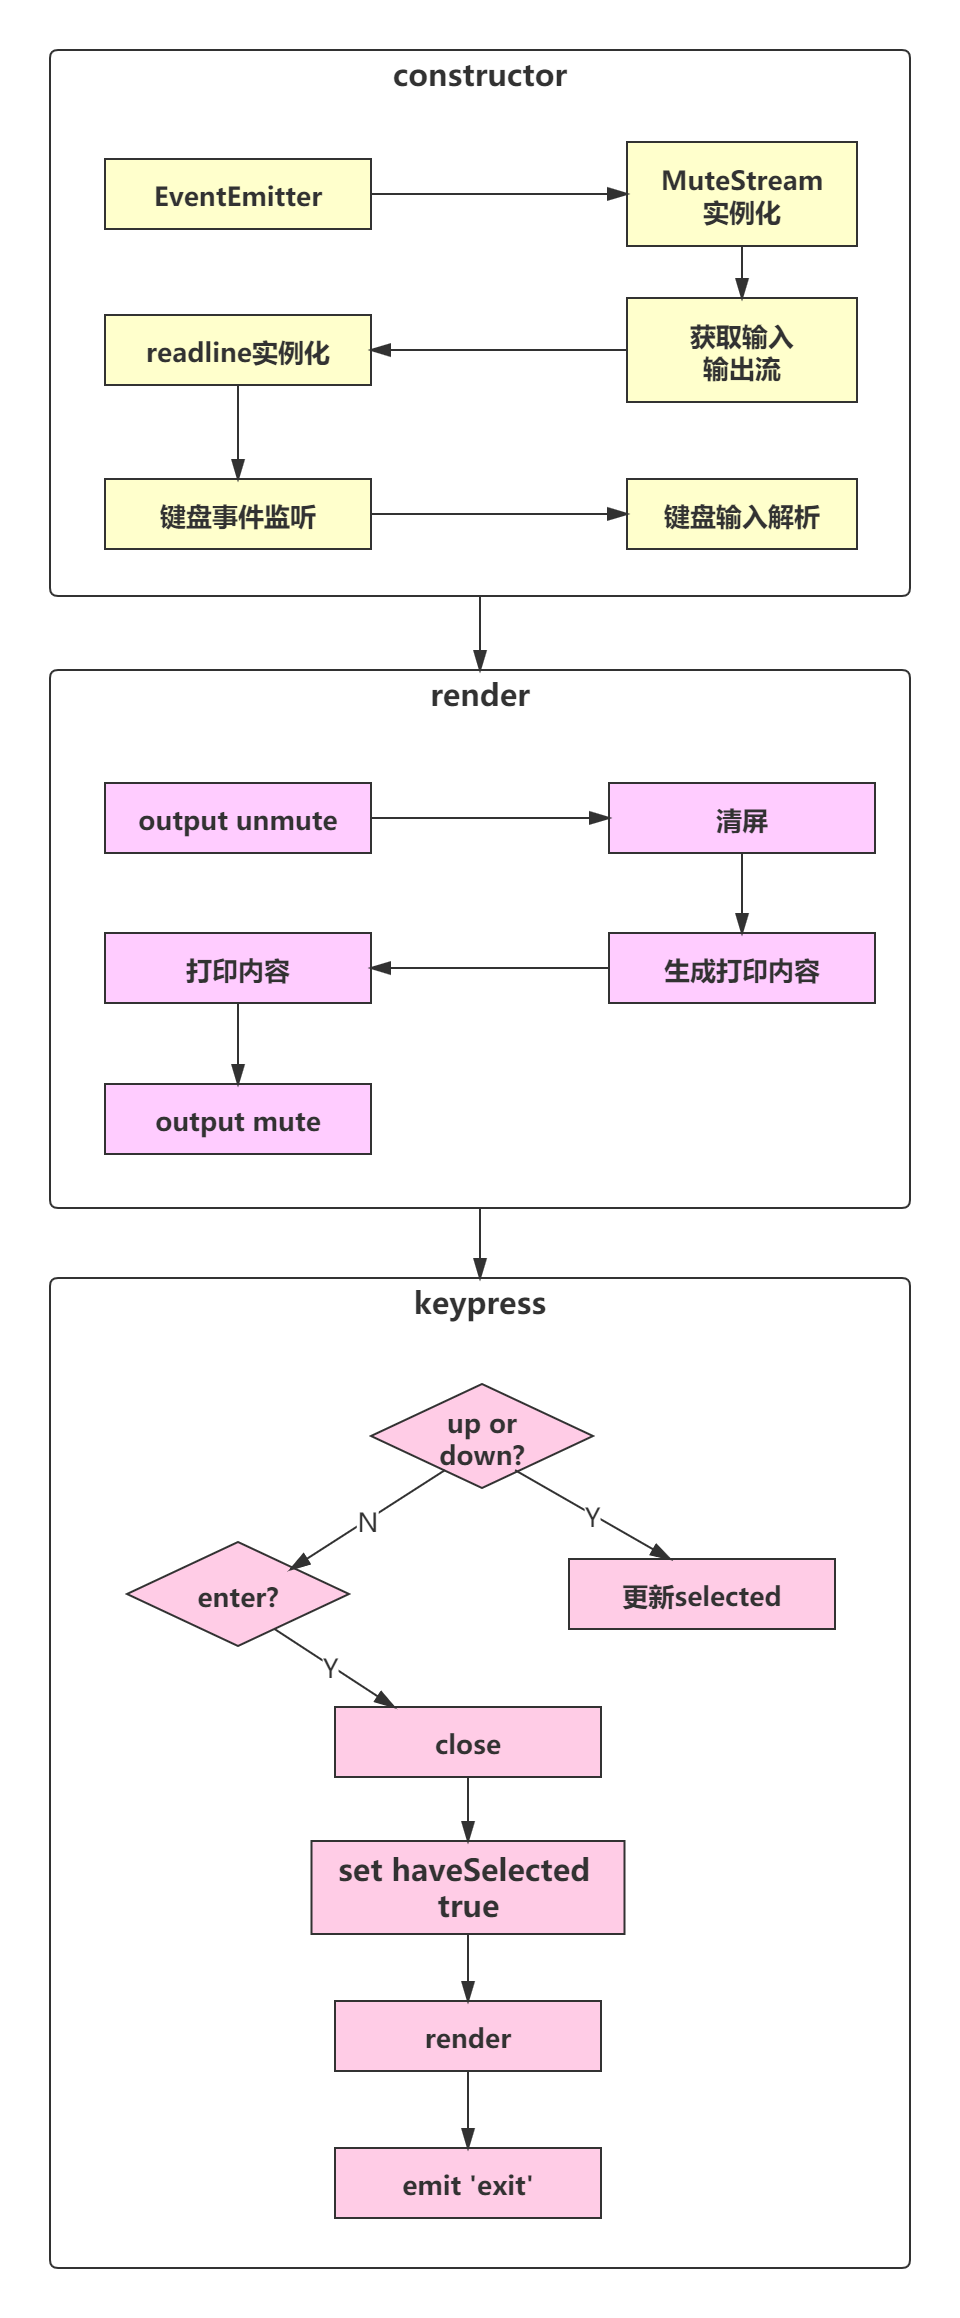 constructor
EventEmitter
MuteStream
实例化
readline实例化
获取输入
输出流
键盘事件监听
键盘输入解析
render
output unmute
清屏
打印内容
生成打印内容
output mute
keypress
up or
down?
N
Y
enter?
更新selected
Y
close
set haveSelected
true
render
emit 'exit'